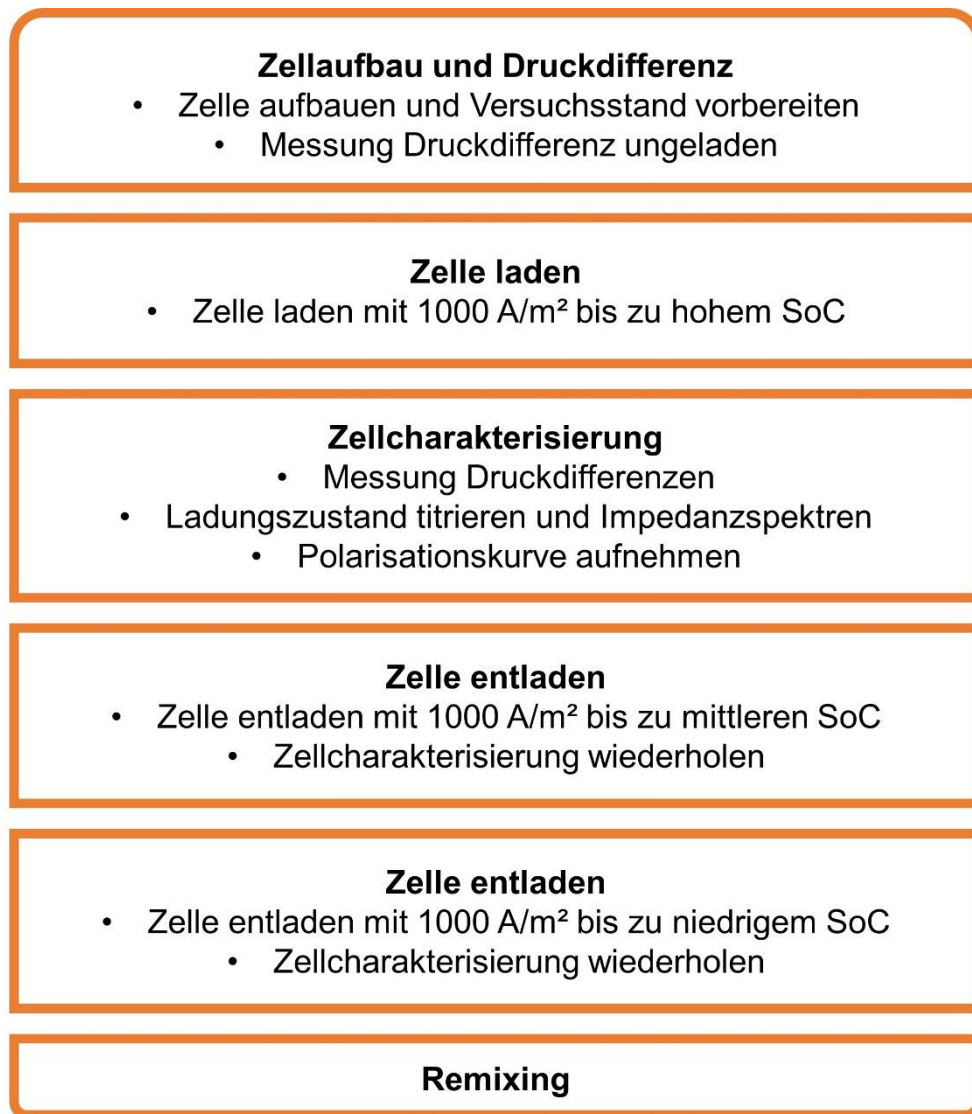 Zellaufbau und Druckdifferenz
• Zelle aufbauen und Versuchsstand vorbereiten
• Messung Druckdifferenz ungeladen
Zelle laden
• Zelle laden mit 1000 A/m² bis zu hohem SoC
Zellcharakterisierung
• Messung Druckdifferenzen
• Ladungszustand titrieren und Impedanzspektren
• Polarisationskurve aufnehmen
Zelle entladen
• Zelle entladen mit 1000 A/m² bis zu mittleren SoC
• Zellcharakterisierung wiederholen
Zelle entladen
• Zelle entladen mit 1000 A/m² bis zu niedrigem SoC
• Zellcharakterisierung wiederholen
Remixing